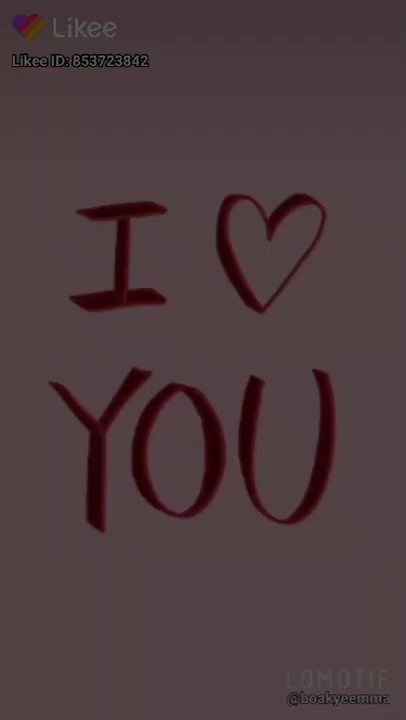 Likee
Likee ID: 853723842
I ♡
YOU
LOMOTIF
@boakyeemma